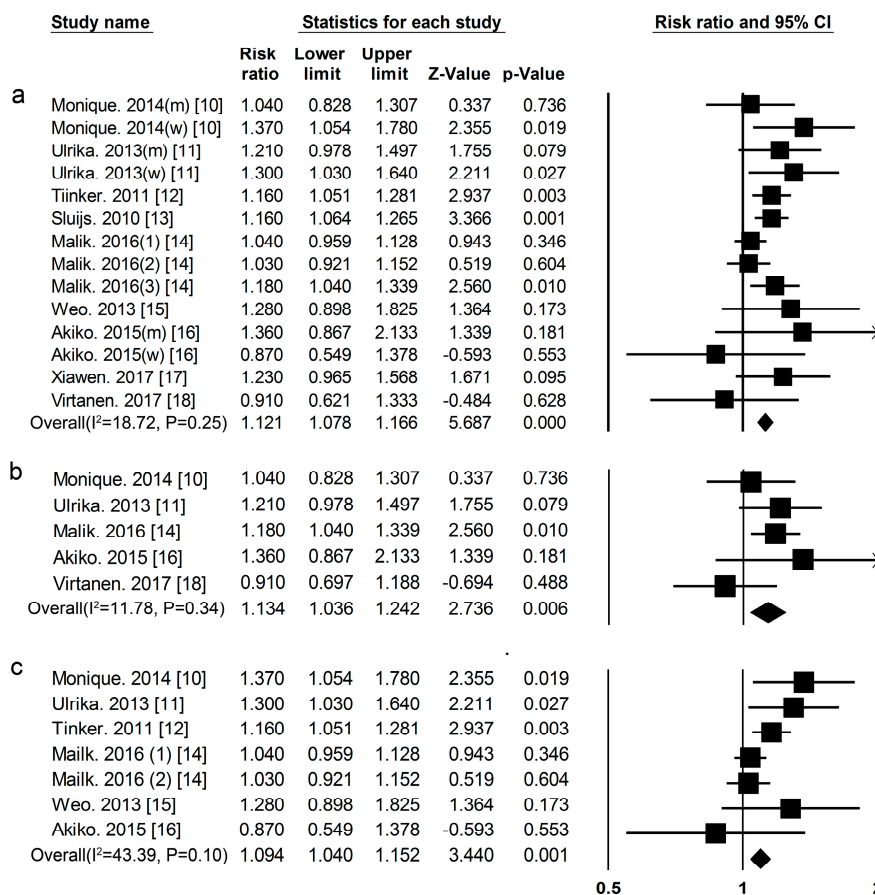 Study name Statistics for each study Risk ratio and 95% CI
Risk ratio Lower limit Upper limit Z-Value p-Value
a
Monique. 2014(m) [10] 1.040 0.828 1.307 0.337 0.736
Monique. 2014(w) [10] 1.370 1.054 1.780 2.355 0.019
Ulrika. 2013(m) [11] 1.210 0.978 1.497 1.755 0.079
Ulrika. 2013(w) [11] 1.300 1.030 1.640 2.211 0.027
Tiinker. 2011 [12] 1.160 1.051 1.281 2.937 0.003
Sluijs. 2010 [13] 1.160 1.064 1.265 3.366 0.001
Malik. 2016(1) [14] 1.040 0.959 1.128 0.943 0.346
Malik. 2016(2) [14] 1.030 0.921 1.152 0.519 0.604
Malik. 2016(3) [14] 1.180 1.040 1.339 2.560 0.010
Weo. 2013 [15] 1.280 0.898 1.825 1.364 0.173
Akiko. 2015(m) [16] 1.360 0.867 2.133 1.339 0.181
Akiko. 2015(w) [16] 0.870 0.549 1.378 -0.593 0.553
Xiawen. 2017 [17] 1.230 0.965 1.568 1.671 0.095
Virtanen. 2017 [18] 0.910 0.621 1.333 -0.484 0.628
Overall(I²=18.72, P=0.25) 1.121 1.078 1.166 5.687 0.000
b
Monique. 2014 [10] 1.040 0.828 1.307 0.337 0.736
Ulrika. 2013 [11] 1.210 0.978 1.497 1.755 0.079
Malik. 2016 [14] 1.180 1.040 1.339 2.560 0.010
Akiko. 2015 [16] 1.360 0.867 2.133 1.339 0.181
Virtanen. 2017 [18] 0.910 0.697 1.188 -0.694 0.488
Overall(I²=11.78, P=0.34) 1.134 1.036 1.242 2.736 0.006
c
Monique. 2014 [10] 1.370 1.054 1.780 2.355 0.019
Ulrika. 2013 [11] 1.300 1.030 1.640 2.211 0.027
Tinker. 2011 [12] 1.160 1.051 1.281 2.937 0.003
Mailk. 2016 (1) [14] 1.040 0.959 1.128 0.943 0.346
Mailk. 2016 (2) [14] 1.030 0.921 1.152 0.519 0.604
Weo. 2013 [15] 1.280 0.898 1.825 1.364 0.173
Akiko. 2015 [16] 0.870 0.549 1.378 -0.593 0.553
Overall(I²=43.39, P=0.10) 1.094 1.040 1.152 3.440 0.001
0.5 1 2